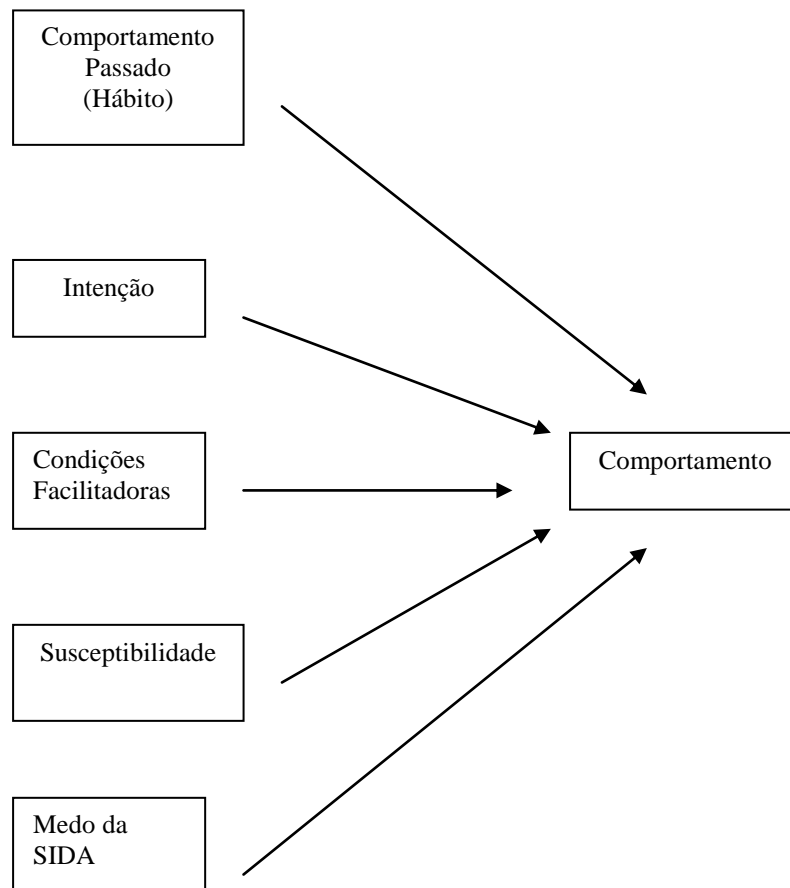 Comportamento
Passado
(Hábito)
Intenção
Condições
Facilitadoras
Comportamento
Susceptibilidade
Medo da
SIDA